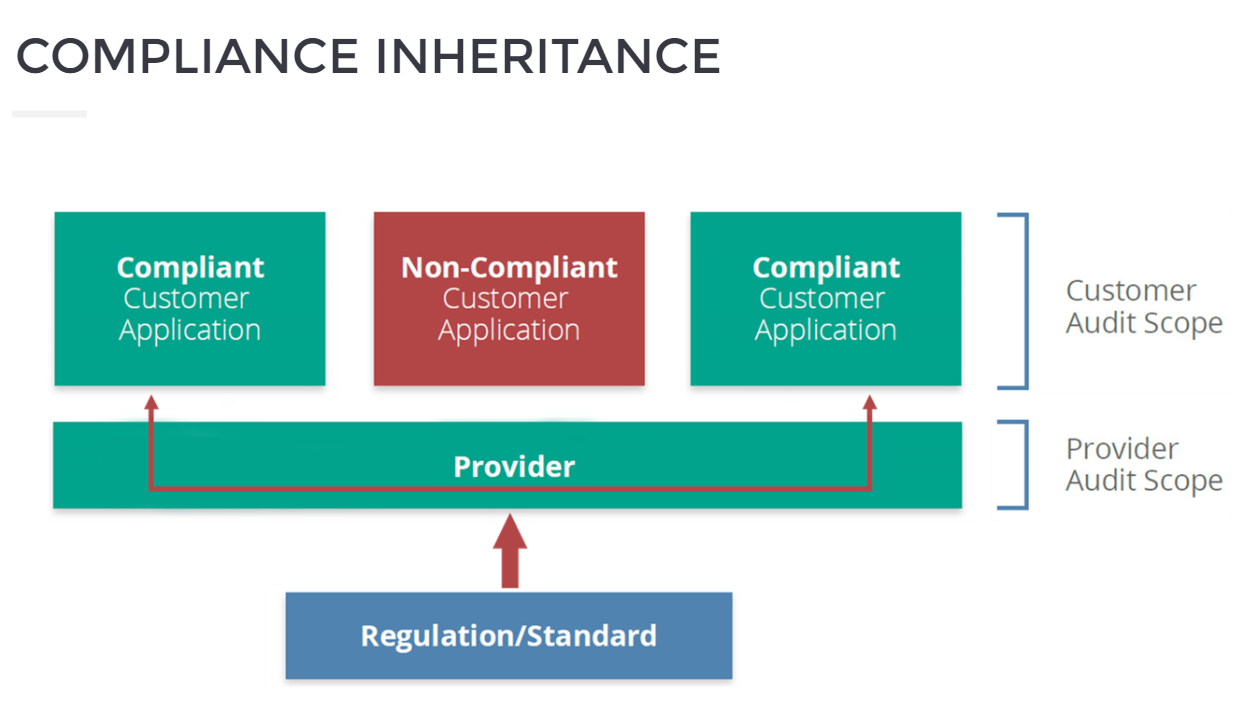 COMPLIANCE INHERITANCE
Compliant
Customer
Application
Non-Compliant
Customer
Application
Compliant
Customer
Application
Customer
Audit Scope
Provider
Provider
Audit Scope
Regulation/Standard